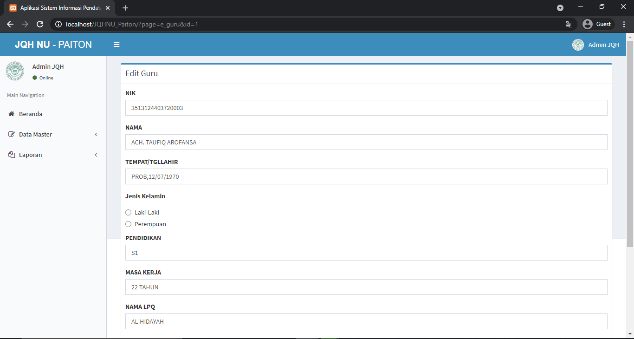 Aplikasi Sistem Informasi Pendat
localhost/JQHNU_Paiton/?page=e_guru&id=1
Guest
JQH NU - PAITON
Admin JQH
Admin JQH
Online
Main Navigation
Beranda
Data Master
Laporan
Edit Guru
NIK
3513124403720003
NAMA
ACH. TAUFIQ AROFANSA
TEMPAT/TGLLAHIR
PROB,12/07/1970
Jenis Kelamin
Laki-Laki
Perempuan
PENDIDIKAN
S1
MASA KERJA
22 TAHUN
NAMA LPQ
AL HIDAYAH